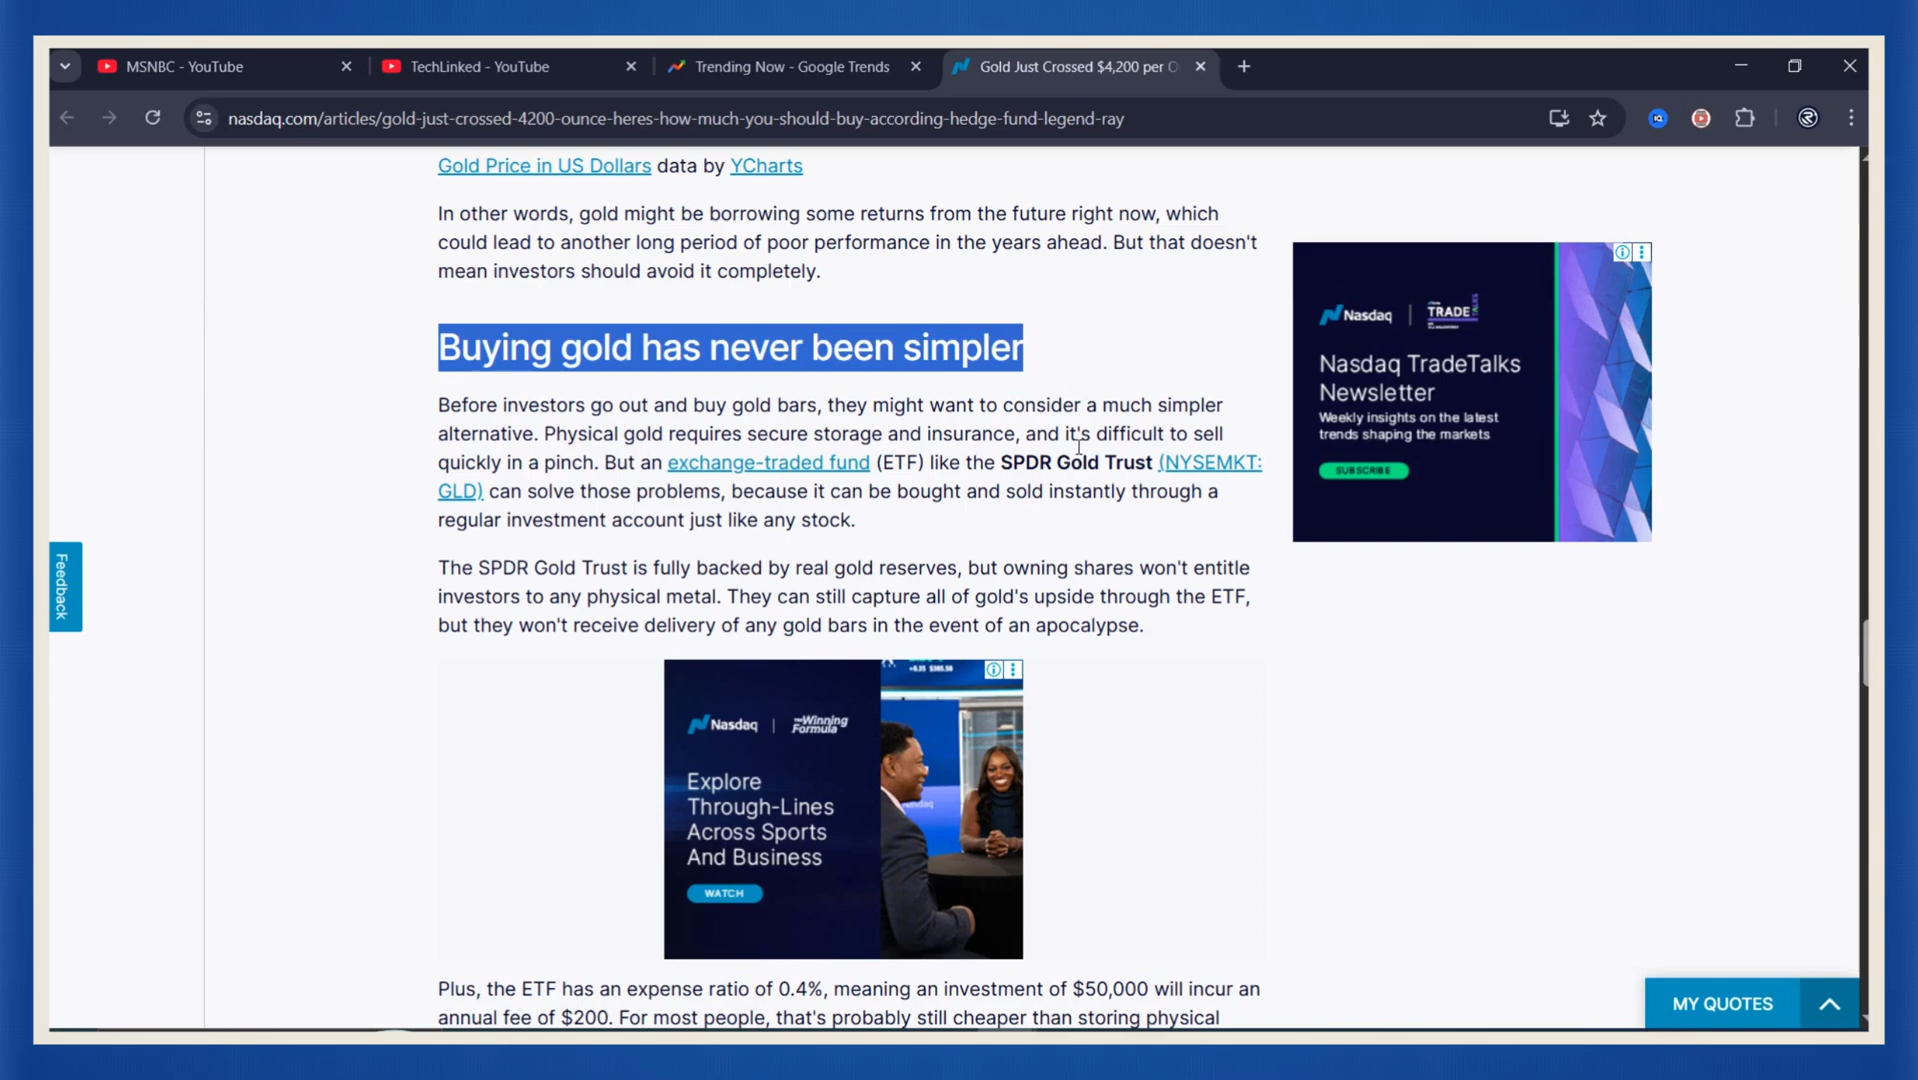 MSNBC - YouTube
TechLinked - YouTube
Trending Now - Google Trends
Gold Just Crossed $4,200 per O
nasdaq.com/articles/gold-just-crossed-4200-ounce-heres-how-much-you-should-buy-according-hedge-fund-legend-ray
Gold Price in US Dollars data by YCharts
In other words, gold might be borrowing some returns from the future right now, which
could lead to another long period of poor performance in the years ahead. But that doesn't
mean investors should avoid it completely.
Buying gold has never been simpler
Before investors go out and buy gold bars, they might want to consider a much simpler
alternative. Physical gold requires secure storage and insurance, and it's difficult to sell
quickly in a pinch. But an exchange-traded fund (ETF) like the SPDR Gold Trust (NYSEMKT:
GLD) can solve those problems, because it can be bought and sold instantly through a
regular investment account just like any stock.
The SPDR Gold Trust is fully backed by real gold reserves, but owning shares won't entitle
investors to any physical metal. They can still capture all of gold's upside through the ETF,
but they won't receive delivery of any gold bars in the event of an apocalypse.
Nasdaq
TRADE
TALKS
Nasdaq TradeTalks
Newsletter
Weekly insights on the latest
trends shaping the markets
SUBSCRIBE
Feedback
Nasdaq
The Winning
Formula
Explore
Through-Lines
Across Sports
And Business
WATCH
Plus, the ETF has an expense ratio of 0.4%, meaning an investment of $50,000 will incur an
annual fee of $200. For most people, that's probably still cheaper than storing physical
MY QUOTES